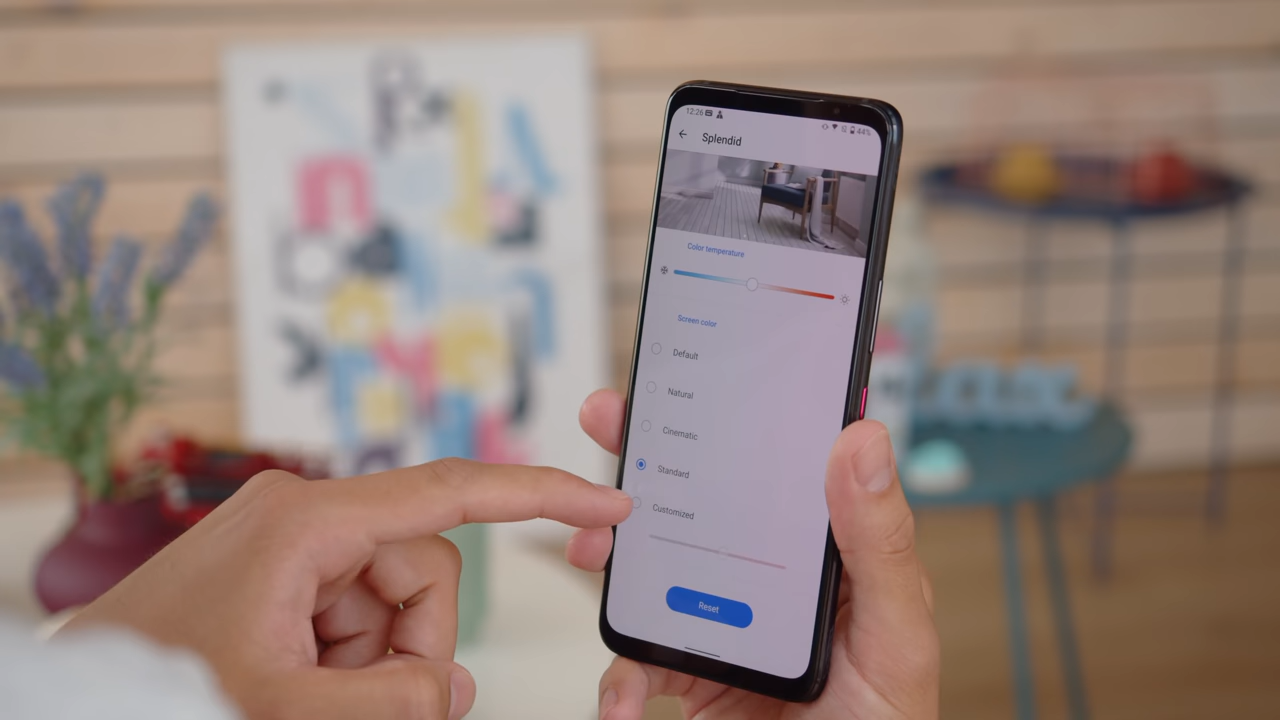 12:26
44%
Splendid
Color temperature
Screen color
Default
Natural
Cinematic
Standard
Customized
Reset